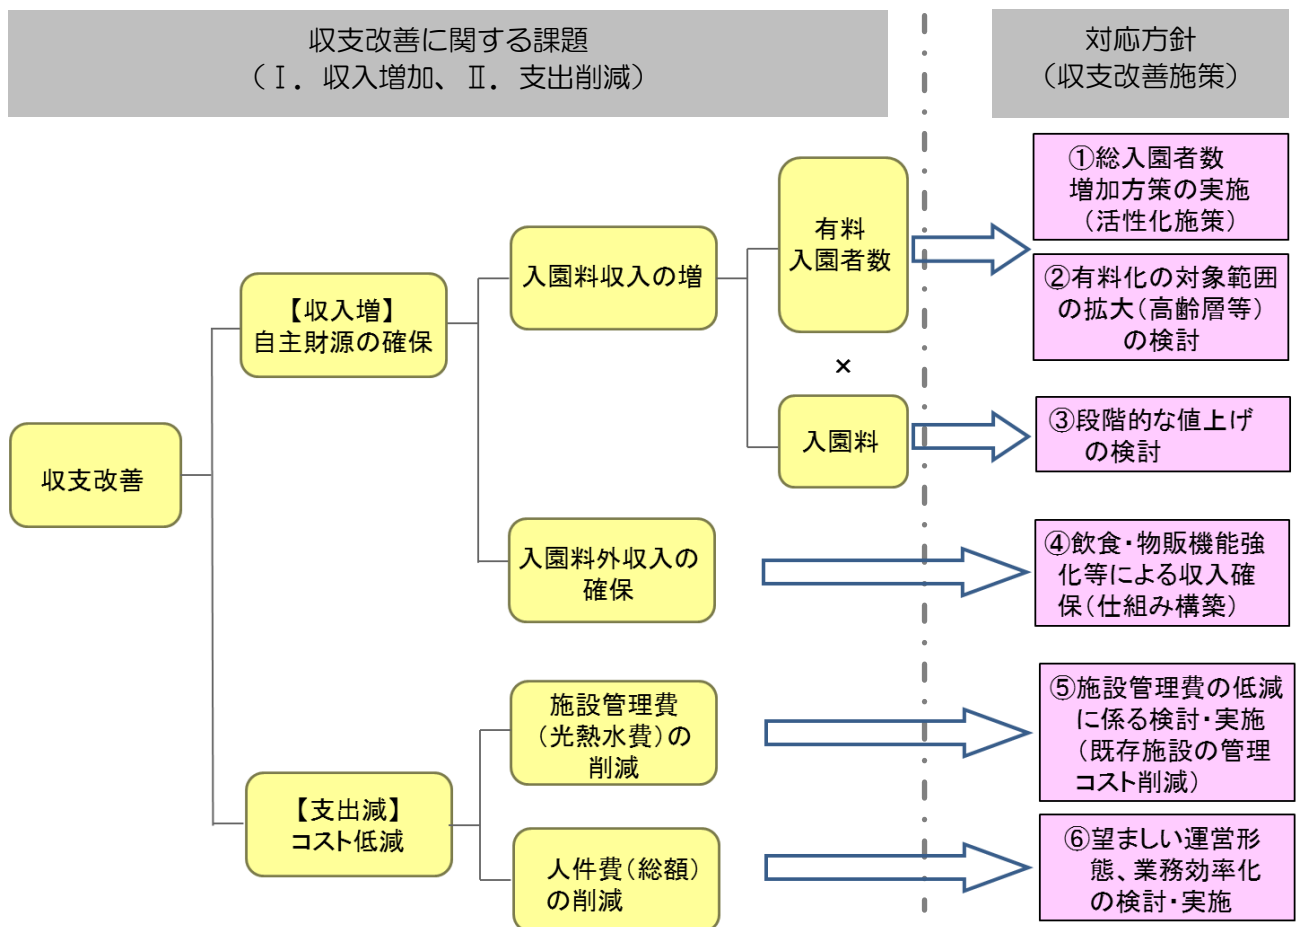 収支改善に関する課題
（Ⅰ．収入増加、Ⅱ．支出削減）
対応方針
（収支改善施策）
収支改善
【収入増】
自主財源の確保
入園料収入の増
有料
入園者数
×
入園料
入園料外収入の
確保
【支出減】
コスト低減
施設管理費
（光熱水費）の
削減
人件費（総額）
の削減
①総入園者数
増加方策の実施
（活性化施策）
②有料化の対象範囲
の拡大（高齢層等）
の検討
③段階的な値上げ
の検討
④飲食・物販機能強
化等による収入確
保（仕組み構築）
⑤施設管理費の低減
に係る検討・実施
（既存施設の管理
コスト削減）
⑥望ましい運営形
態、業務効率化
の検討・実施